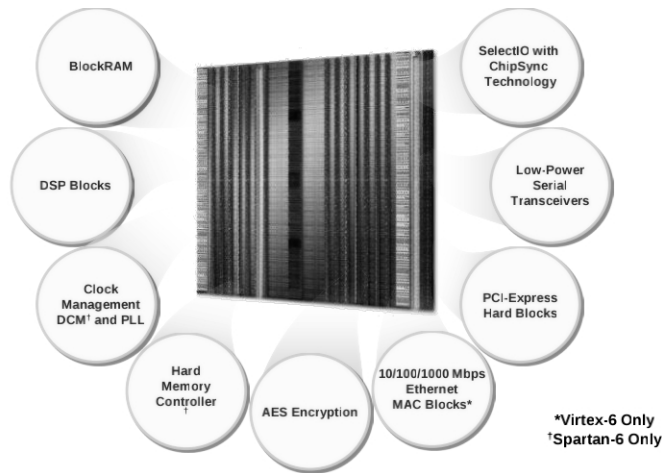 BlockRAM
DSP Blocks
Clock
Management
DCM† and PLL
Hard
Memory
Controller
†
AES Encryption
10/100/1000 Mbps
Ethernet
MAC Blocks*
PCI-Express
Hard Blocks
Low-Power
Serial
Transceivers
SelectIO with
ChipSync
Technology
*Virtex-6 Only
†Spartan-6 Only